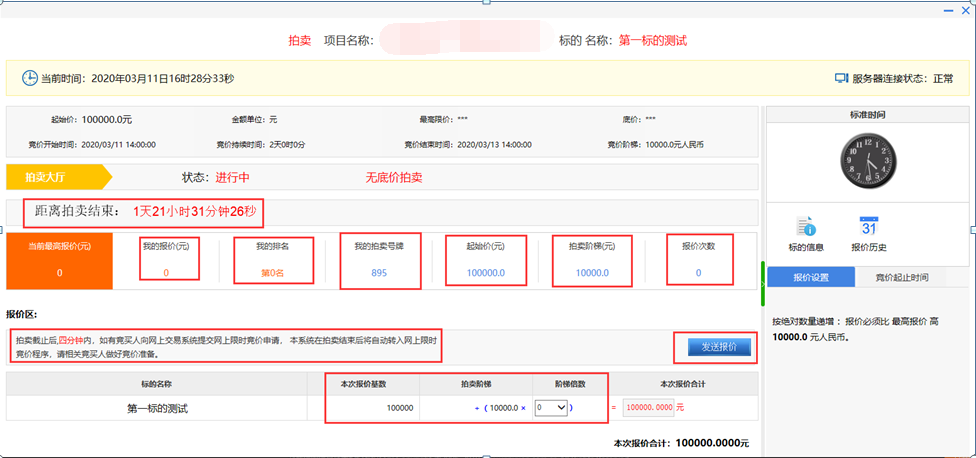 拍卖 项目名称： 标的 名称：第一标的测试
当前时间：2020年03月11日16时28分33秒 服务器连接状态：正常
起始价：100000.0元 金额单位：元 最高限价：*** 底价：***
竞价开始时间：2020/03/11 14:00:00 竞价持续时间：2天0时0分 竞价结束时间：2020/03/13 14:00:00 竞价阶梯：10000.0元人民币
标准时间
拍卖大厅 状态：进行中 无底价拍卖
距离拍卖结束： 1天21小时31分钟26秒
当前最高报价(元) 我的报价(元) 我的排名 我的拍卖号牌 起始价(元) 拍卖阶梯(元) 报价次数
0 0 第0名 895 100000.0 10000.0 0
31
标的信息 报价历史
报价设置 竞价起止时间
按绝对数量递增 ：报价必须比 最高报价 高
10000.0 元人民币。
报价区:
拍卖截止后,四分钟内，如有竞买人向网上交易系统提交网上限时竞价申请， 本系统在拍卖结束后将自动转入网上限时
竞价程序，请相关竞买人做好竞价准备。
发送报价
标的名称 本次报价基数 拍卖阶梯 阶梯倍数 本次报价合计
第一标的测试 100000 + ( 10000.0 × 0 ) = 100000.0000 元
本次报价合计：100000.0000元